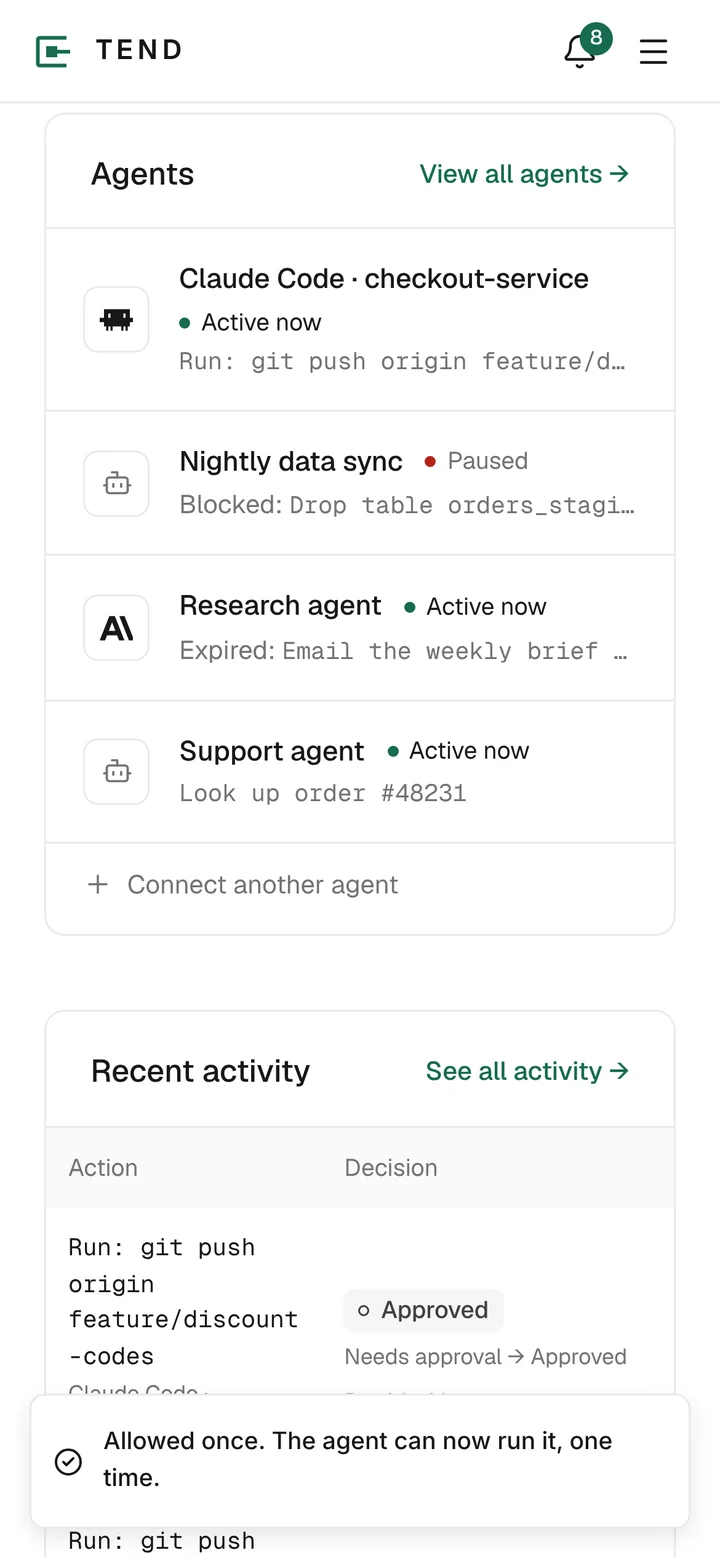 TEND
8
Agents
View all agents →
Claude Code · checkout-service
Active now
Run: git push origin feature/d…
Nightly data sync
Paused
Blocked: Drop table orders_stagi…
Research agent
Active now
Expired: Email the weekly brief …
Support agent
Active now
Look up order #48231
+ Connect another agent
Recent activity
See all activity →
Action
Decision
Run: git push
origin
feature/discount
-codes
Approved
Needs approval → Approved
Claude Code ·
Allowed once. The agent can now run it, one
time.
Run: git push